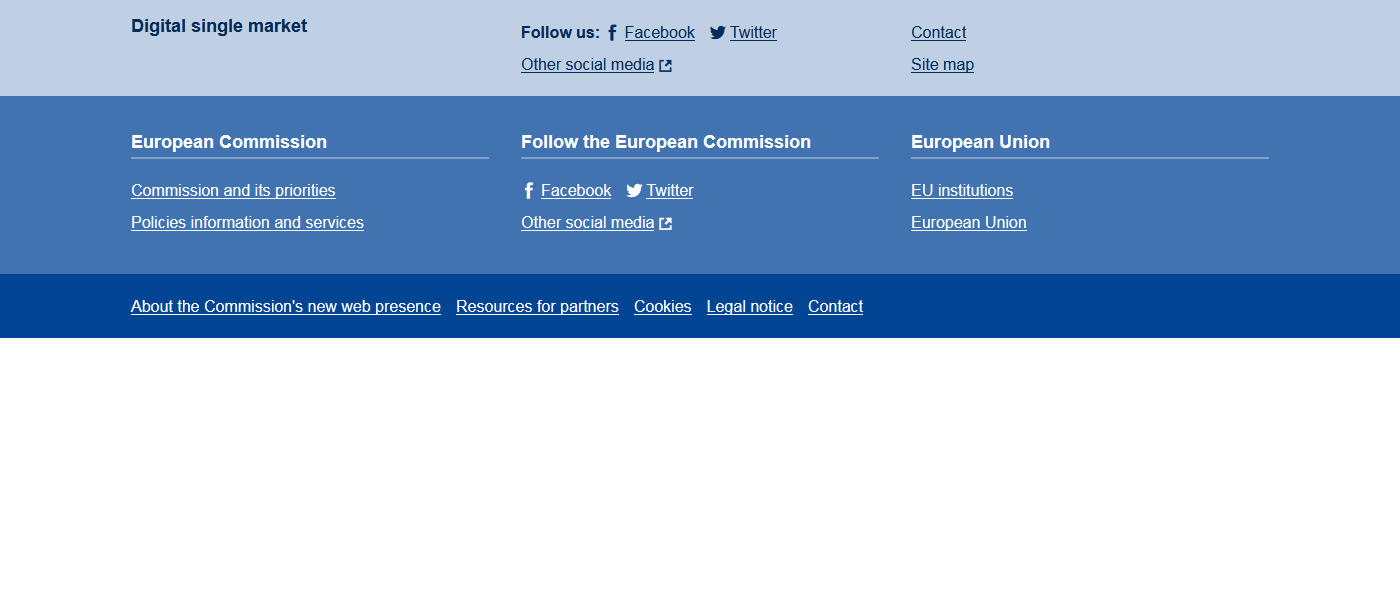 Digital single market
Follow us: Facebook Twitter
Other social media
Contact
Site map
European Commission
Commission and its priorities
Policies information and services
Follow the European Commission
Facebook Twitter
Other social media
European Union
EU institutions
European Union
About the Commission's new web presence Resources for partners Cookies Legal notice Contact